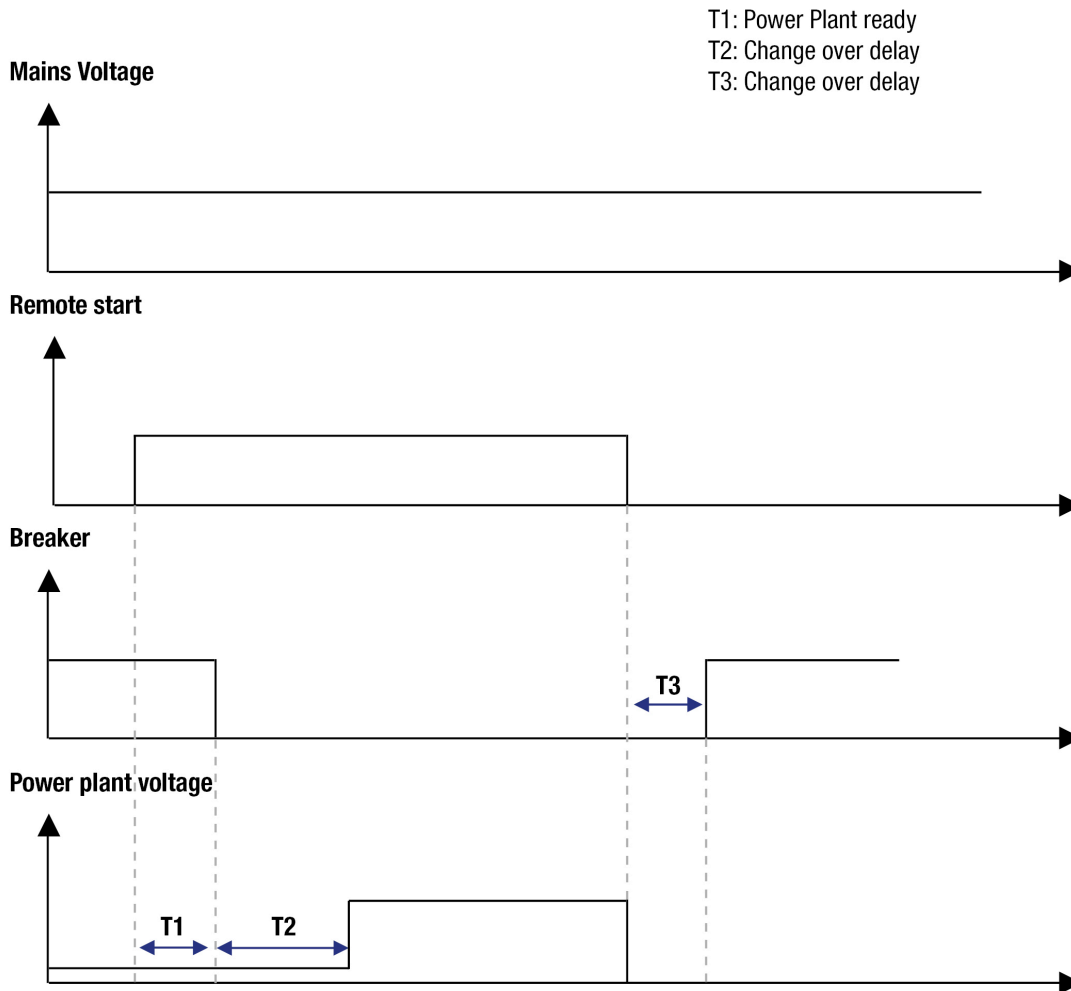 T1: Power Plant ready
T2: Change over delay
T3: Change over delay
Mains Voltage
Remote start
Breaker
T3
Power plant voltage
T1
T2